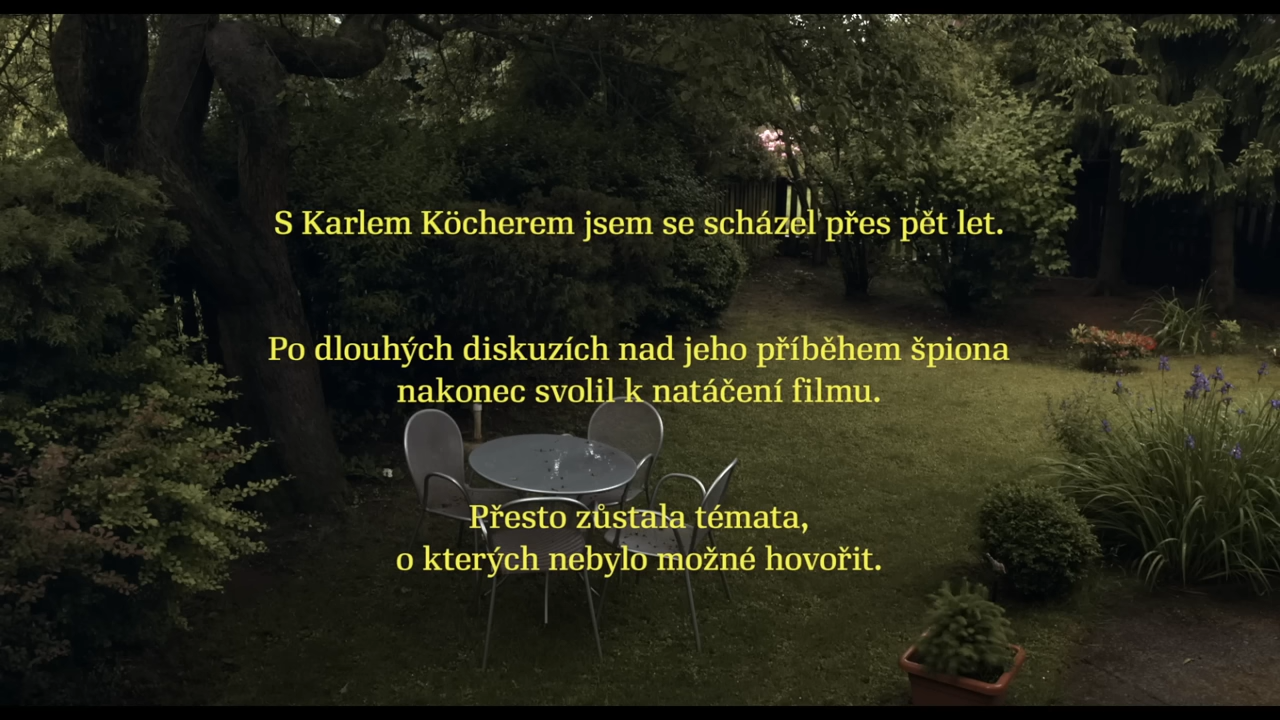 S Karlem Köcherem jsem se scházel přes pět let.
Po dlouhých diskuzích nad jeho příběhem špiona
nakonec svolil k natáčení filmu.
Přesto zůstala témata,
o kterých nebylo možné hovořit.